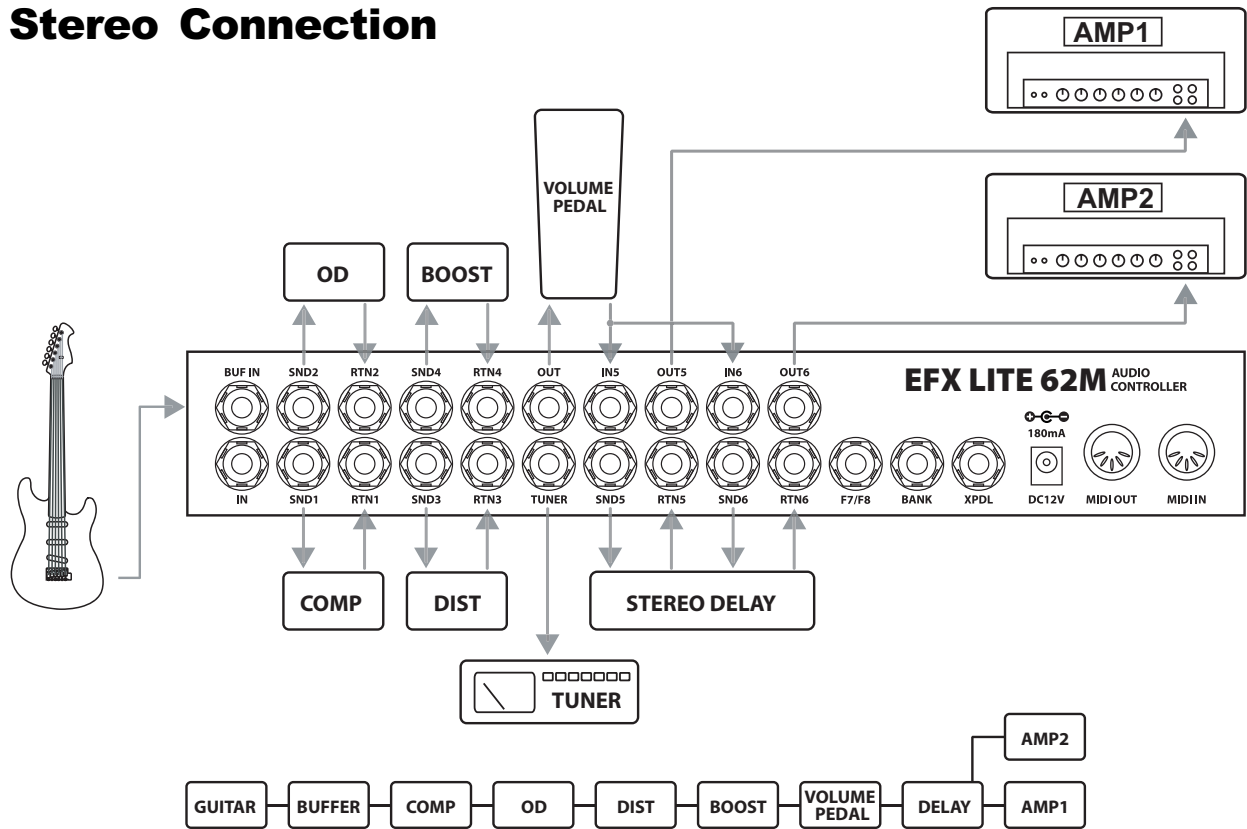 Stereo Connection
AMP1
AMP2
VOLUME
PEDAL
OD
BOOST
BUF IN SND2 RTN2 SND4 RTN4 OUT IN5 OUT5 IN6 OUT6
EFX LITE 62M AUDIO
CONTROLLER
180mA
IN SND1 RTN1 SND3 RTN3 TUNER SND5 RTN5 SND6 RTN6 F7/F8 BANK XPDL DC12V MIDI OUT MIDI IN
COMP
DIST
STEREO DELAY
TUNER
AMP2
GUITAR BUFFER COMP OD DIST BOOST VOLUME
PEDAL DELAY AMP1